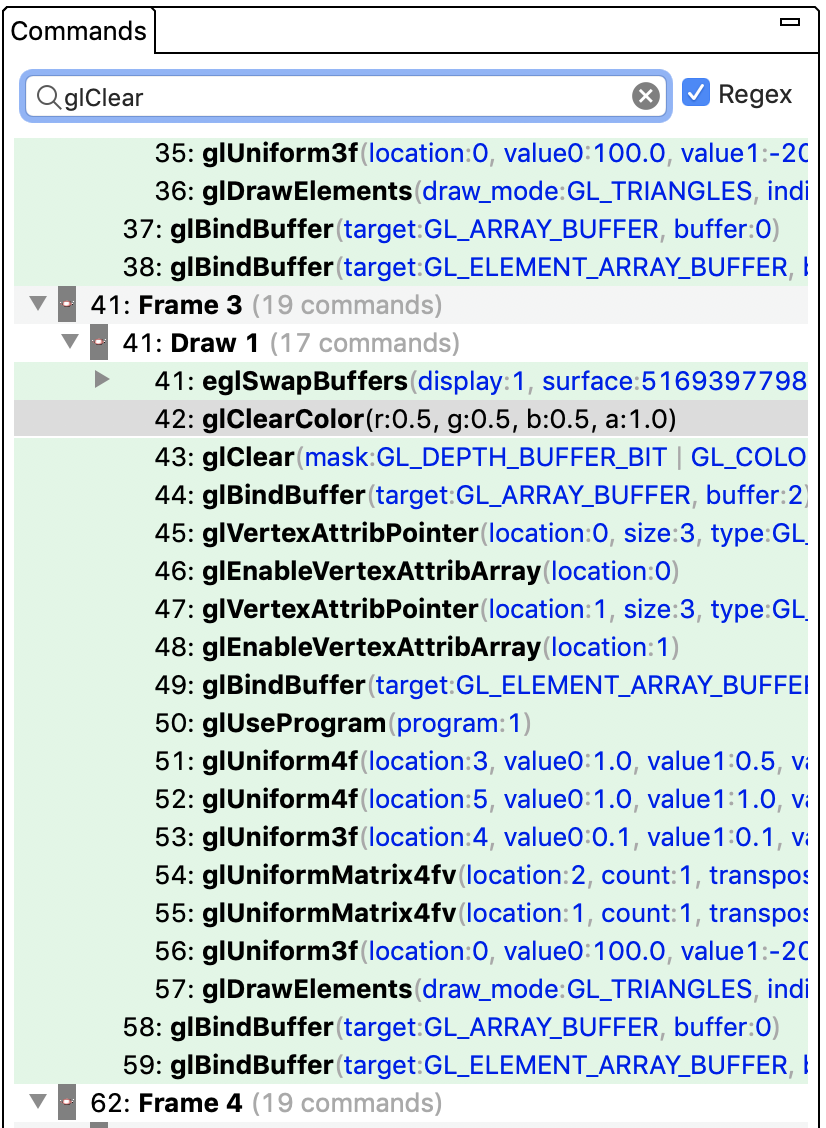 Commands
glClear
Regex
35: glUniform3f(location:0, value0:100.0, value1:-20
36: glDrawElements(draw_mode:GL_TRIANGLES, indi
37: glBindBuffer(target:GL_ARRAY_BUFFER, buffer:0)
38: glBindBuffer(target:GL_ELEMENT_ARRAY_BUFFER, b
41: Frame 3 (19 commands)
41: Draw 1 (17 commands)
41: eglSwapBuffers(display:1, surface:5169397798
42: glClearColor(r:0.5, g:0.5, b:0.5, a:1.0)
43: glClear(mask:GL_DEPTH_BUFFER_BIT | GL_COLO
44: glBindBuffer(target:GL_ARRAY_BUFFER, buffer:2)
45: glVertexAttribPointer(location:0, size:3, type:GL_
46: glEnableVertexAttribArray(location:0)
47: glVertexAttribPointer(location:1, size:3, type:GL_
48: glEnableVertexAttribArray(location:1)
49: glBindBuffer(target:GL_ELEMENT_ARRAY_BUFFER
50: glUseProgram(program:1)
51: glUniform4f(location:3, value0:1.0, value1:0.5, va
52: glUniform4f(location:5, value0:1.0, value1:1.0, va
53: glUniform3f(location:4, value0:0.1, value1:0.1, va
54: glUniformMatrix4fv(location:2, count:1, transpos
55: glUniformMatrix4fv(location:1, count:1, transpos
56: glUniform3f(location:0, value0:100.0, value1:-20
57: glDrawElements(draw_mode:GL_TRIANGLES, indi
58: glBindBuffer(target:GL_ARRAY_BUFFER, buffer:0)
59: glBindBuffer(target:GL_ELEMENT_ARRAY_BUFFER, b
62: Frame 4 (19 commands)